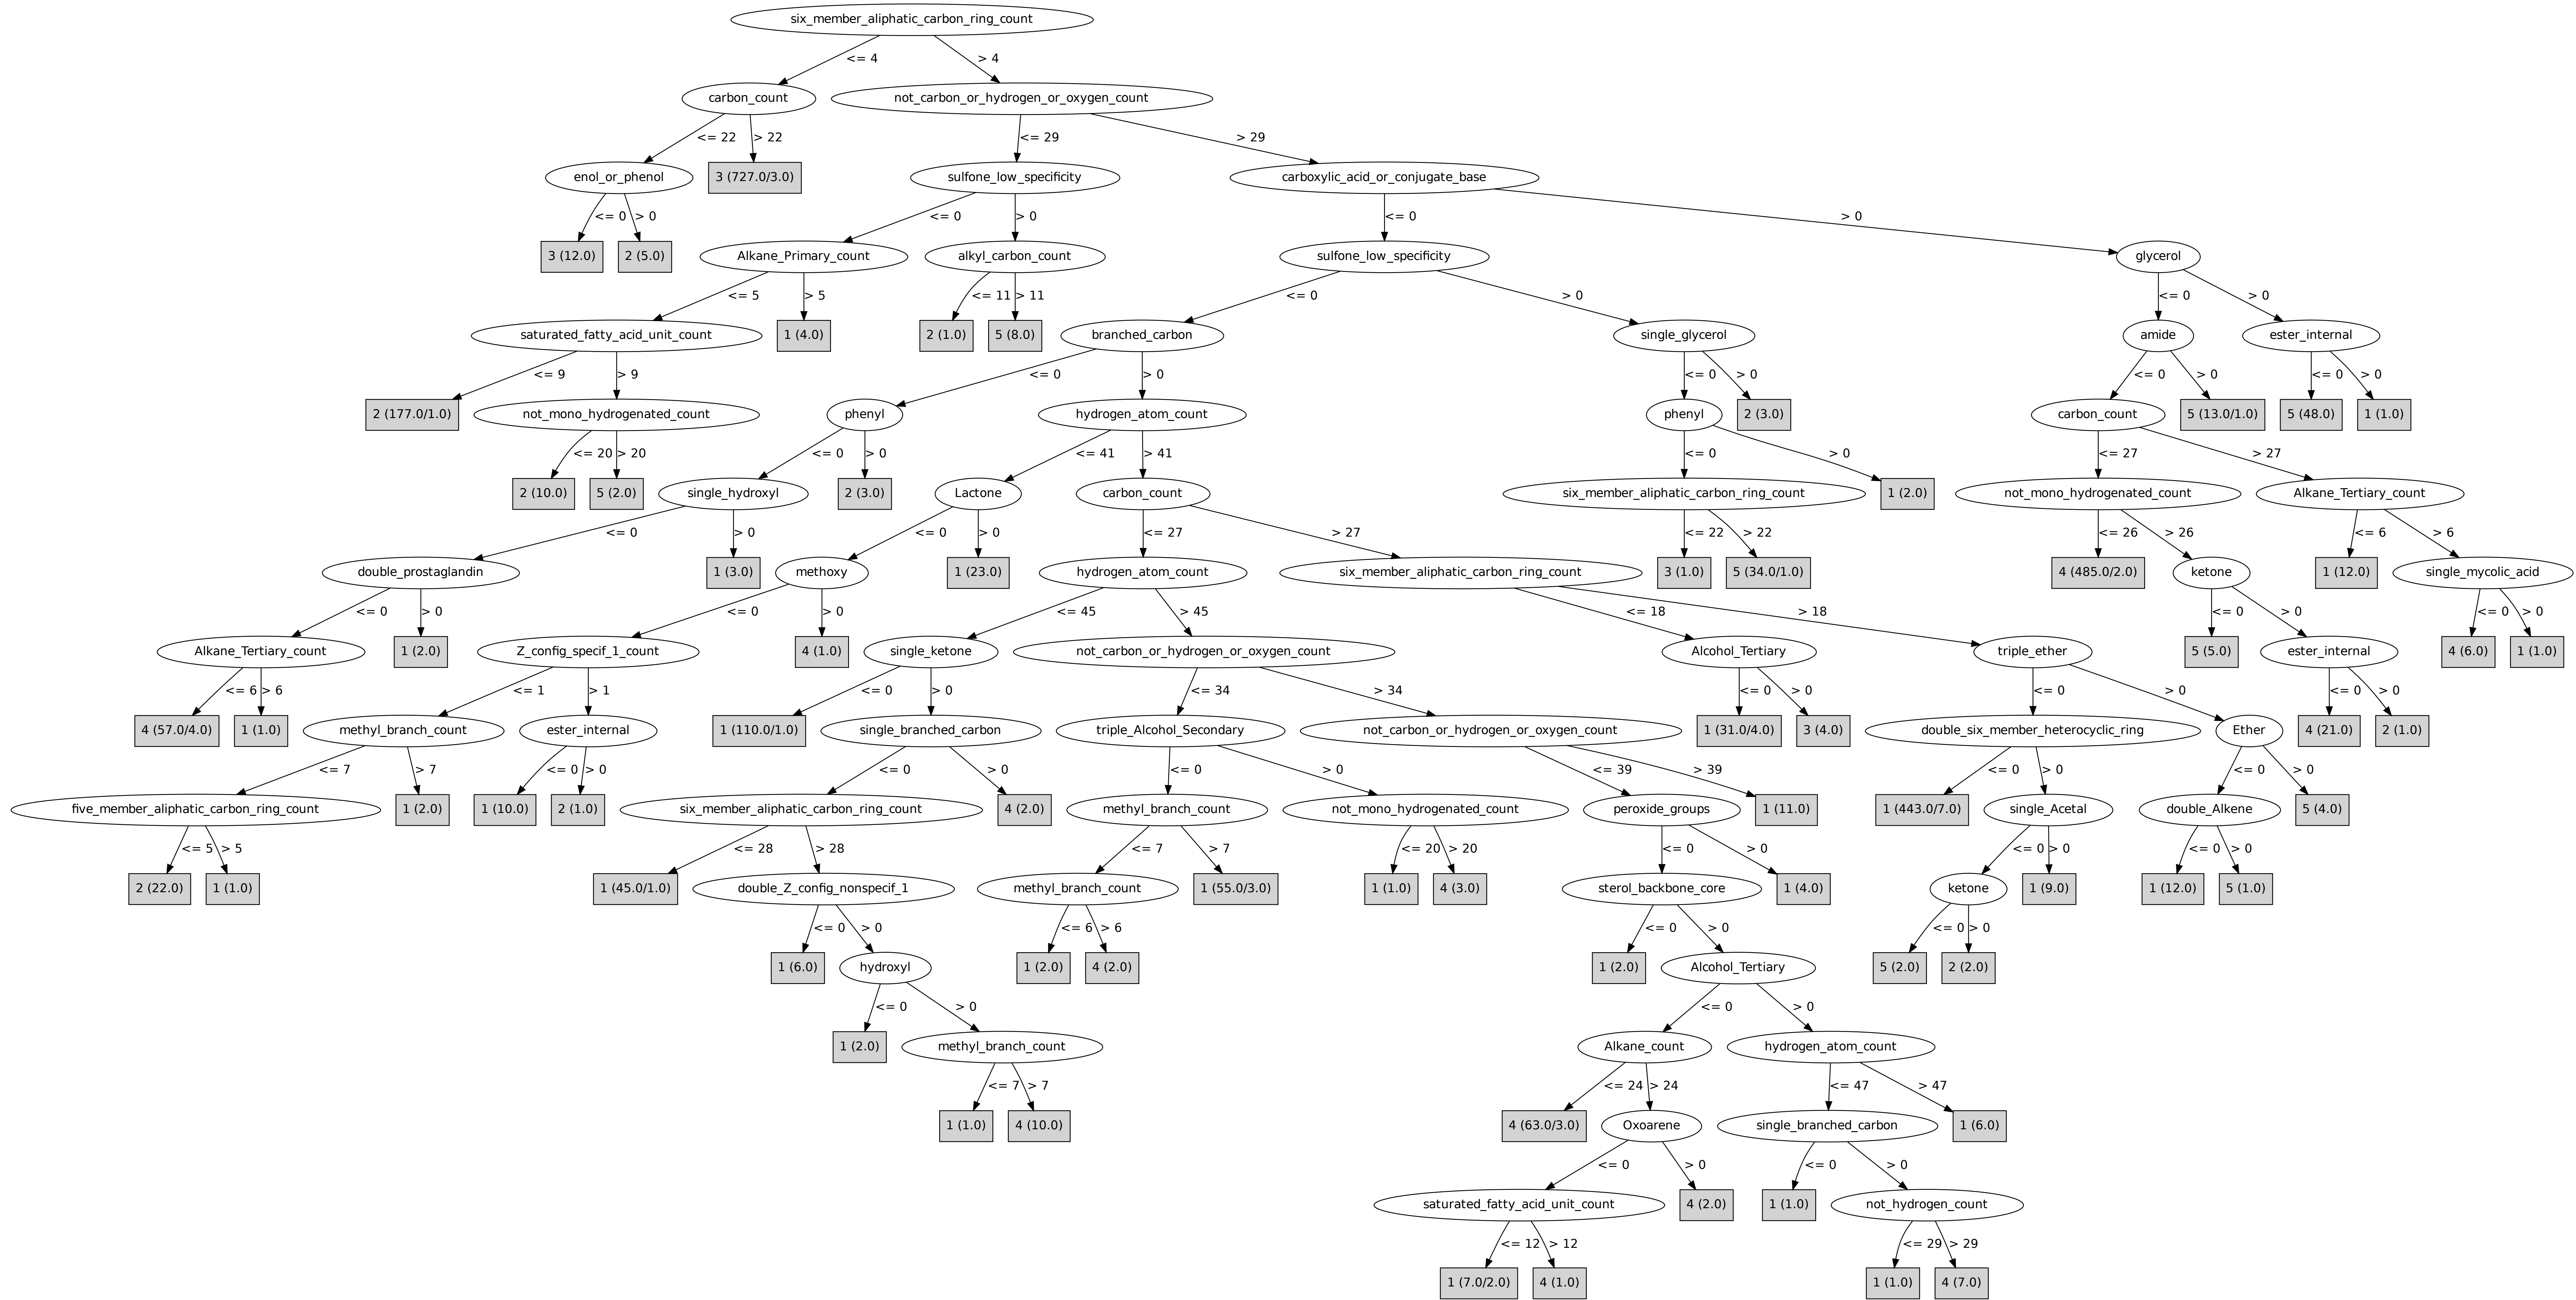 six_member_aliphatic_carbon_ring_count
<= 4 > 4
carbon_count not_carbon_or_hydrogen_or_oxygen_count
<= 22 > 22 <= 29 > 29
enol_or_phenol 3 (727.0/3.0) sulfone_low_specificity carboxylic_acid_or_conjugate_base
<= 0 > 0 <= 0 > 0 <= 0 > 0
3 (12.0) 2 (5.0) Alkane_Primary_count alkyl_carbon_count sulfone_low_specificity glycerol
<= 5 > 5 <= 11 > 11 <= 0 > 0 <= 0 > 0
saturated_fatty_acid_unit_count 1 (4.0) 2 (1.0) 5 (8.0) branched_carbon single_glycerol amide ester_internal
<= 9 > 9 <= 0 > 0 <= 0 > 0 <= 0 > 0 <= 0 > 0
2 (177.0/1.0) not_mono_hydrogenated_count phenyl hydrogen_atom_count phenyl 2 (3.0) carbon_count 5 (13.0/1.0) 5 (48.0) 1 (1.0)
<= 20 > 20 <= 0 > 0 <= 41 > 41 <= 0 > 0 <= 27 > 27
2 (10.0) 5 (2.0) single_hydroxyl 2 (3.0) Lactone carbon_count six_member_aliphatic_carbon_ring_count 1 (2.0) not_mono_hydrogenated_count Alkane_Tertiary_count
<= 0 > 0 <= 0 > 0 <= 27 > 27 <= 22 > 22 <= 26 > 26 <= 6 > 6
double_prostaglandin 1 (3.0) methoxy 1 (23.0) hydrogen_atom_count six_member_aliphatic_carbon_ring_count 3 (1.0) 5 (34.0/1.0) 4 (485.0/2.0) ketone 1 (12.0) single_mycolic_acid
<= 0 > 0 <= 0 > 0 <= 45 > 45 <= 18 > 18 <= 0 > 0 <= 0 > 0
Alkane_Tertiary_count 1 (2.0) Z_config_specif_1_count 4 (1.0) single_ketone not_carbon_or_hydrogen_or_oxygen_count Alcohol_Tertiary triple_ether 5 (5.0) ester_internal 4 (6.0) 1 (1.0)
<= 6 > 6 <= 1 > 1 <= 0 > 0 <= 34 > 34 <= 0 > 0 <= 0 > 0 <= 0 > 0
4 (57.0/4.0) 1 (1.0) methyl_branch_count ester_internal 1 (110.0/1.0) single_branched_carbon triple_Alcohol_Secondary not_carbon_or_hydrogen_or_oxygen_count 1 (31.0/4.0) 3 (4.0) double_six_member_heterocyclic_ring Ether 4 (21.0) 2 (1.0)
<= 7 > 7 <= 0 > 0 <= 0 > 0 <= 0 > 0 <= 39 > 39 <= 0 > 0 <= 0 > 0
five_member_aliphatic_carbon_ring_count 1 (2.0) 1 (10.0) 2 (1.0) six_member_aliphatic_carbon_ring_count 4 (2.0) methyl_branch_count not_mono_hydrogenated_count peroxide_groups 1 (11.0) 1 (443.0/7.0) single_Acetal double_Alkene 5 (4.0)
<= 5 > 5 <= 28 > 28 <= 7 > 7 <= 20 > 20 <= 0 > 0 <= 0 > 0 <= 0 > 0
2 (22.0) 1 (1.0) 1 (45.0/1.0) double_Z_config_nonspecif_1 methyl_branch_count 1 (55.0/3.0) 1 (1.0) 4 (3.0) sterol_backbone_core 1 (4.0) ketone 1 (9.0) 1 (12.0) 5 (1.0)
<= 0 > 0 <= 6 > 6 <= 0 > 0 <= 0 > 0
1 (6.0) hydroxyl 1 (2.0) 4 (2.0) 1 (2.0) Alcohol_Tertiary 5 (2.0) 2 (2.0)
<= 0 > 0 <= 0 > 0
1 (2.0) methyl_branch_count Alkane_count hydrogen_atom_count
<= 7 > 7 <= 24 > 24 <= 47 > 47
1 (1.0) 4 (10.0) 4 (63.0/3.0) Oxoarene single_branched_carbon 1 (6.0)
<= 0 > 0 <= 0 > 0
saturated_fatty_acid_unit_count 4 (2.0) 1 (1.0) not_hydrogen_count
<= 12 > 12 <= 29 > 29
1 (7.0/2.0) 4 (1.0) 1 (1.0) 4 (7.0)